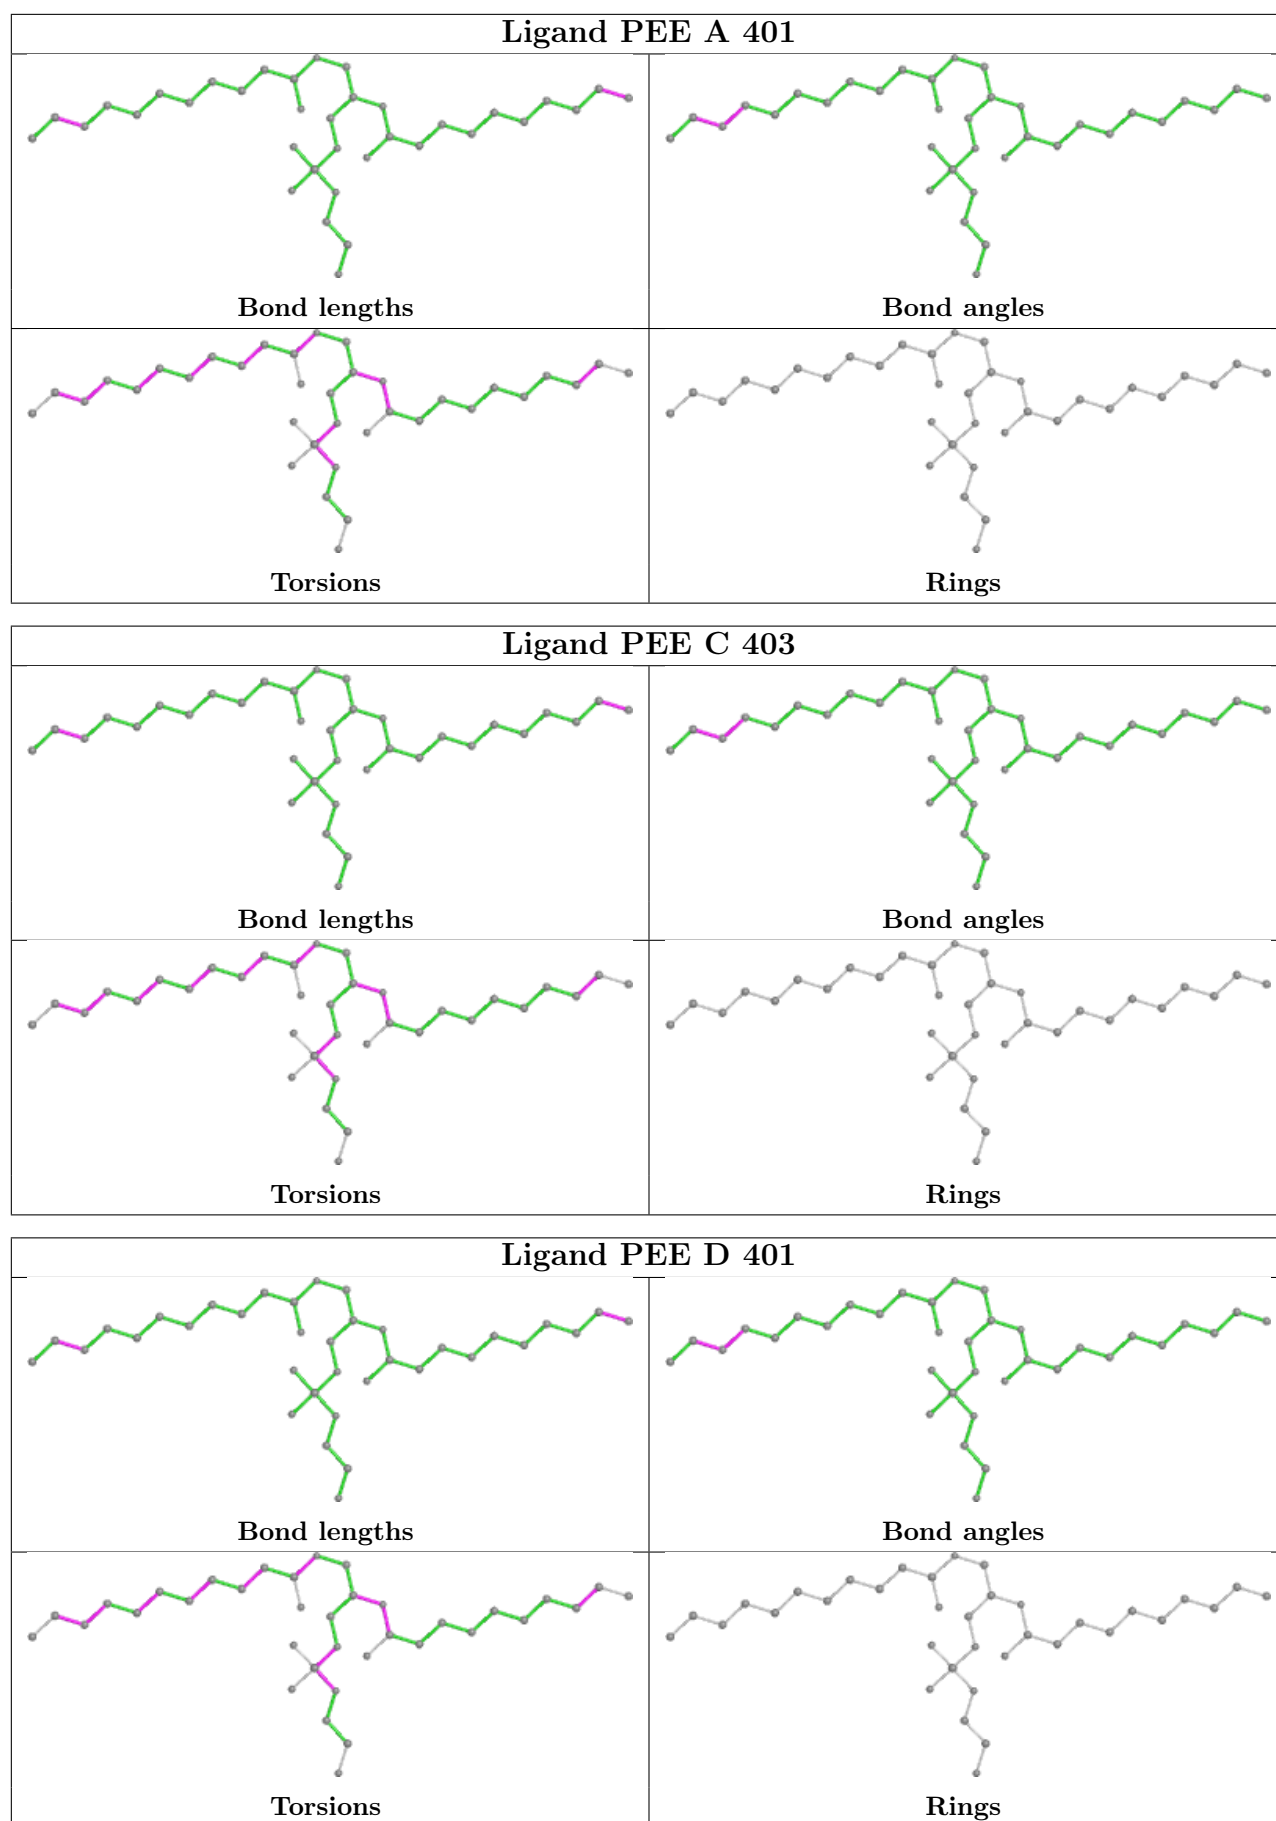 Ligand PEE A 401
Bond lengths
Bond angles
Torsions
Rings
Ligand PEE C 403
Bond lengths
Bond angles
Torsions
Rings
Ligand PEE D 401
Bond lengths
Bond angles
Torsions
Rings